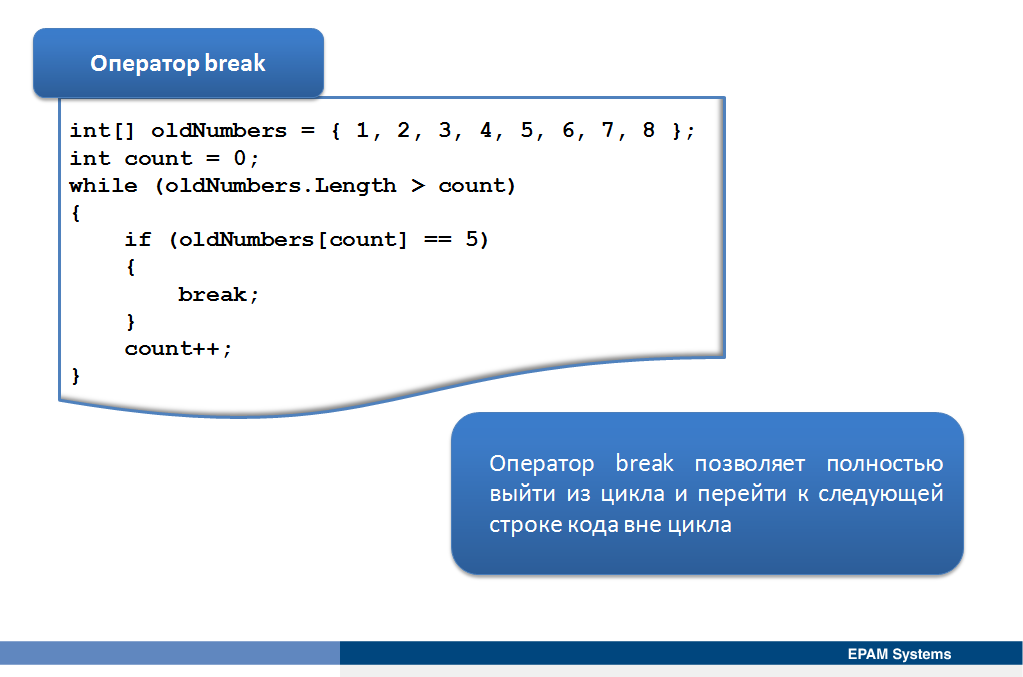 Оператор break
int[] oldNumbers = { 1, 2, 3, 4, 5, 6, 7, 8 };
int count = 0;
while (oldNumbers.Length > count)
{
    if (oldNumbers[count] == 5)
    {
        break;
    }
    count++;
}
Оператор break позволяет полностью
выйти из цикла и перейти к следующей
строке кода вне цикла
EPAM Systems